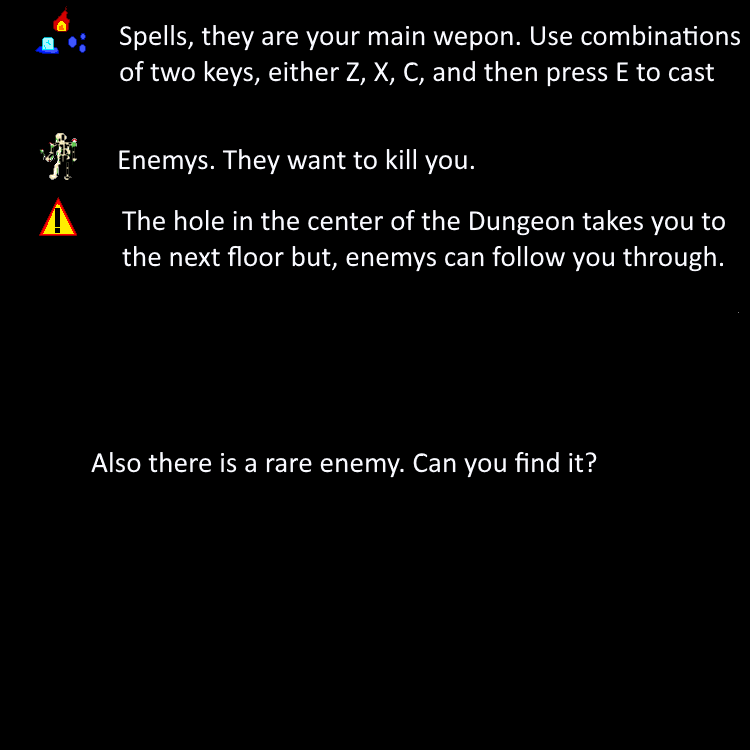 Spells, they are your main wepon. Use combinations
of two keys, either Z, X, C, and then press E to cast
Enemys. They want to kill you.
!
The hole in the center of the Dungeon takes you to
the next floor but, enemys can follow you through.
Also there is a rare enemy. Can you find it?